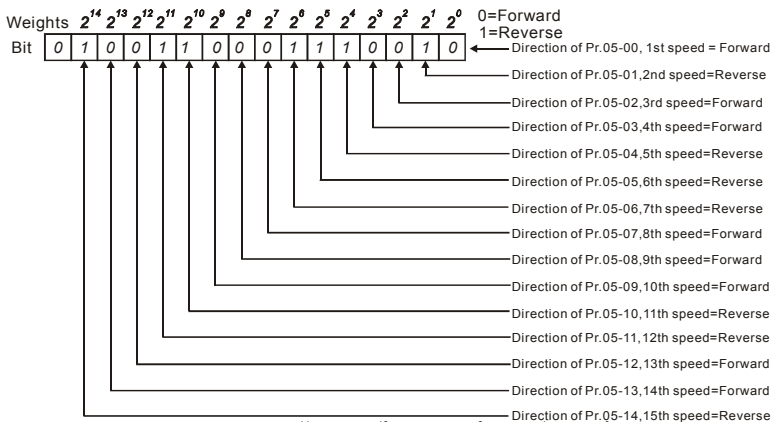 Weights 2^14 2^13 2^12 2^11 2^10 2^9 2^8 2^7 2^6 2^5 2^4 2^3 2^2 2^1 2^0 0=Forward
1=Reverse
Bit 0 1 0 0 1 1 0 0 0 1 1 1 0 0 1 0 Direction of Pr.05-00, 1st speed = Forward
Direction of Pr.05-01,2nd speed=Reverse
Direction of Pr.05-02,3rd speed=Forward
Direction of Pr.05-03,4th speed=Forward
Direction of Pr.05-04,5th speed=Reverse
Direction of Pr.05-05,6th speed=Reverse
Direction of Pr.05-06,7th speed=Reverse
Direction of Pr.05-07,8th speed=Forward
Direction of Pr.05-08,9th speed=Forward
Direction of Pr.05-09,10th speed=Forward
Direction of Pr.05-10,11th speed=Reverse
Direction of Pr.05-11,12th speed=Reverse
Direction of Pr.05-12,13th speed=Forward
Direction of Pr.05-13,14th speed=Forward
Direction of Pr.05-14,15th speed=Reverse